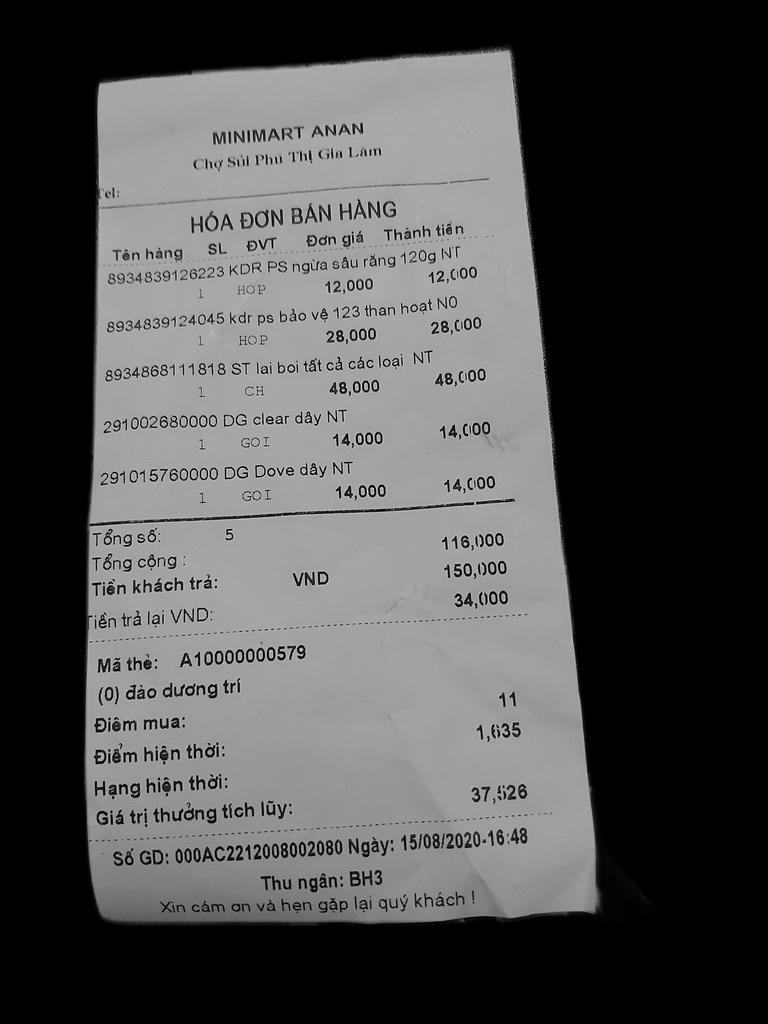 MINIMART ANAN
Chợ Sủi Phú Thị Gia Lâm
Tel:
HÓA ĐƠN BÁN HÀNG
Tên hàng SL ĐVT Đơn giá Thành tiền
8934839126223 KDR PS ngừa sâu răng 120g NT
1 HOP 12,000 12,000
8934839124045 kdr ps bảo vệ 123 than hoạt N0
1 HOP 28,000 28,000
8934868111818 ST lai boi tất cả các loại NT
1 CH 48,000 48,000
291002680000 DG clear dây NT
1 GOI 14,000 14,000
291015760000 DG Dove dây NT
1 GOI 14,000 14,000
Tổng số: 5
Tổng cộng : 116,000
Tiền khách trả: VND 150,000
Tiền trả lại VND: 34,000
Mã thẻ: A10000000579
(0) đào dương trí
Điểm mua: 11
Điểm hiện thời: 1,635
Hạng hiện thời:
Giá trị thưởng tích lũy: 37,526
Số GD: 000AC2212008002080 Ngày: 15/08/2020-16:48
Thu ngân: BH3
Xin cám ơn và hẹn gặp lại quý khách !